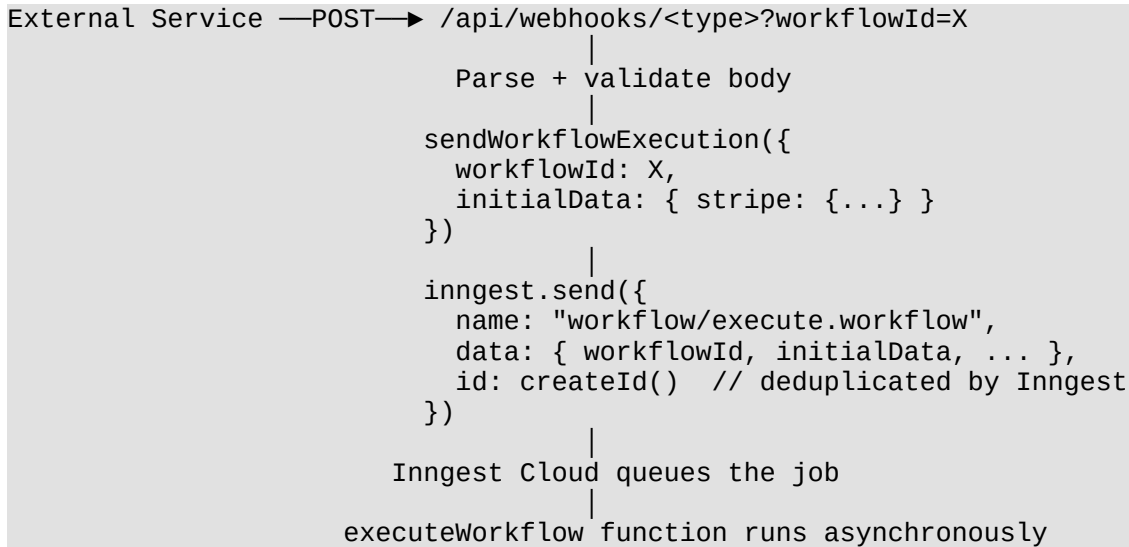 External Service ──POST──► /api/webhooks/<type>?workflowId=X
│
Parse + validate body
│
sendWorkflowExecution({
workflowId: X,
initialData: { stripe: {...} }
})
│
inngest.send({
name: "workflow/execute.workflow",
data: { workflowId, initialData, ... },
id: createId() // deduplicated by Inngest
})
│
Inngest Cloud queues the job
│
executeWorkflow function runs asynchronously